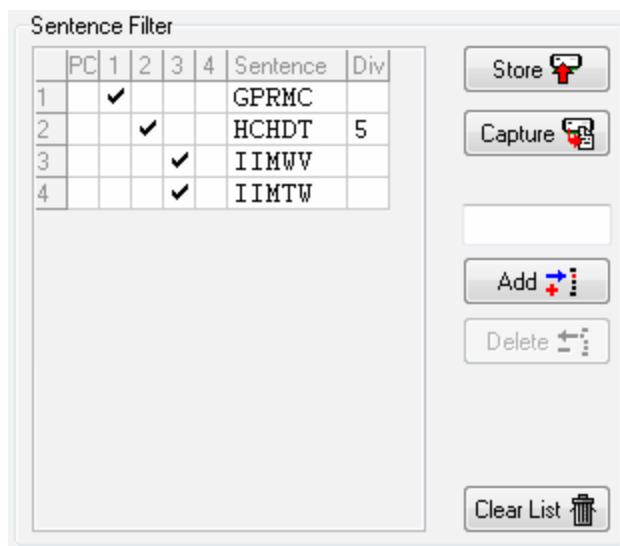 Sentence Filter
PC 1 2 3 4 Sentence Div
1 ✔ GPRMC
2 ✔ HCHDT 5
3 ✔ IIMWV
4 ✔ IIMTW
Store
Capture
Add
Delete
Clear List